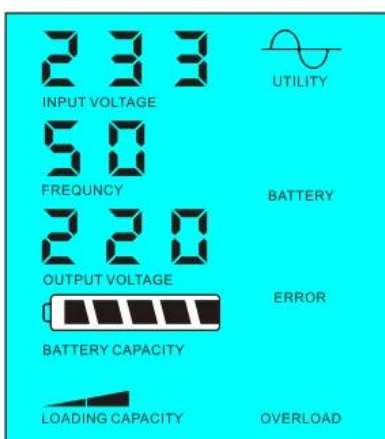 233
UTILITY
INPUT VOLTAGE
50
FREQUNCY
BATTERY
220
OUTPUT VOLTAGE
ERROR
BATTERY CAPACITY
LOADING CAPACITY OVERLOAD